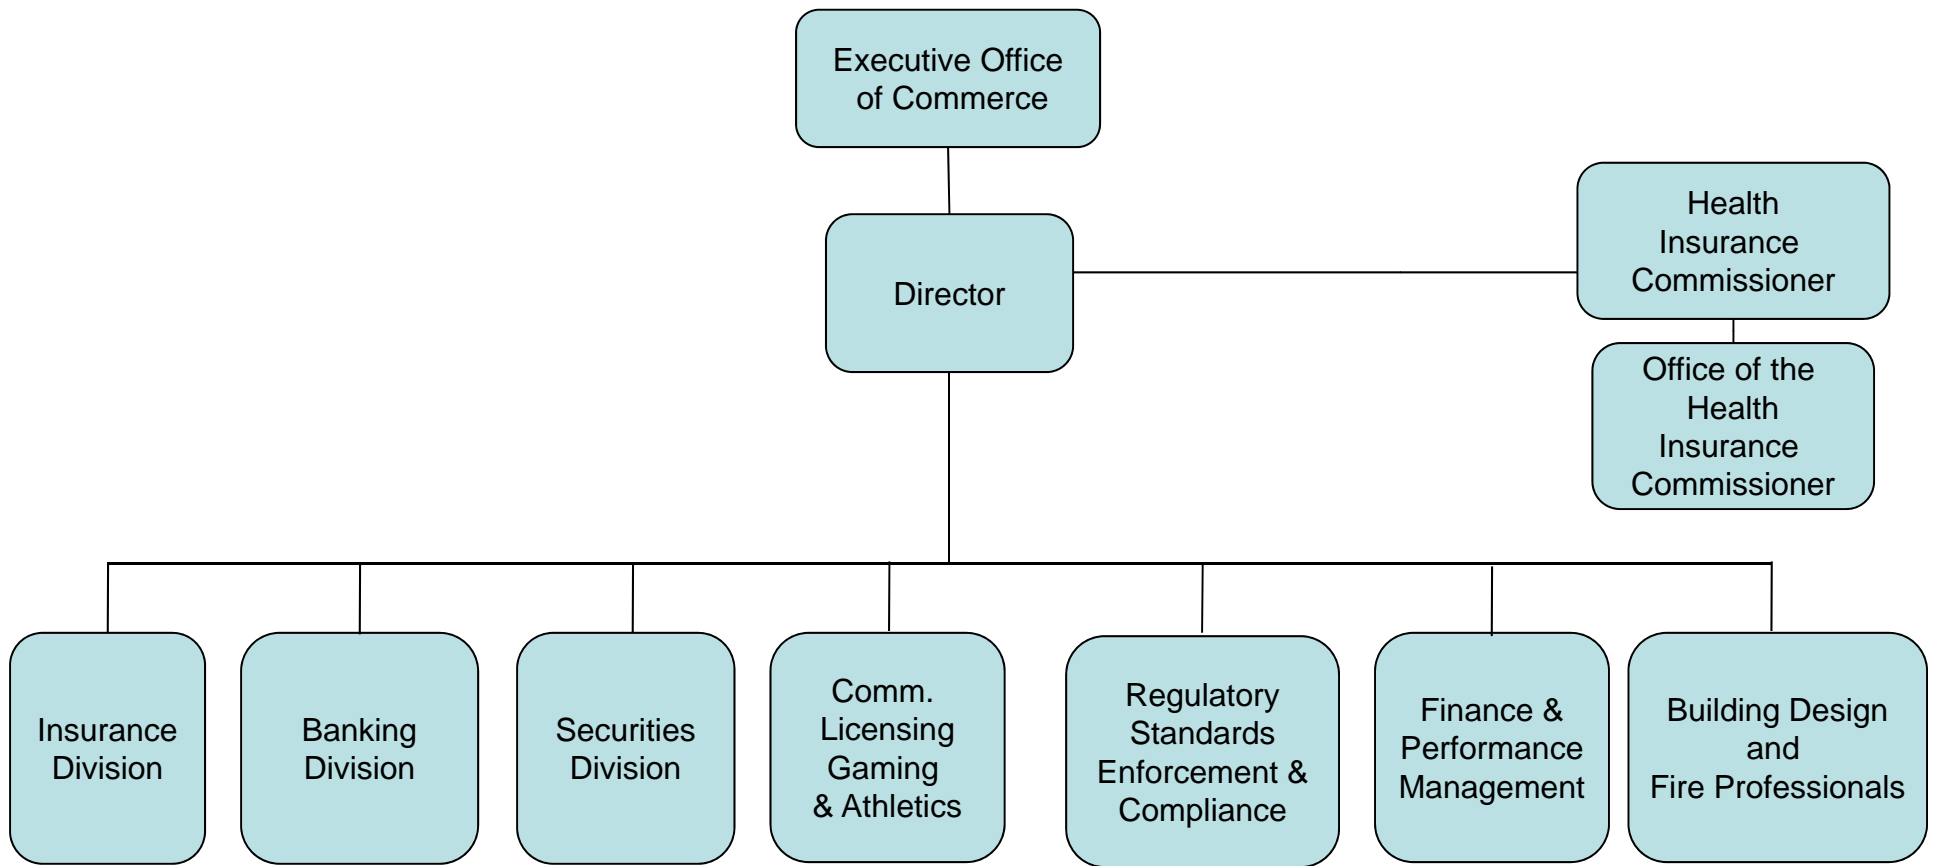 Executive Office
of Commerce
Director
Health
Insurance
Commissioner
Office of the
Health
Insurance
Commissioner
Insurance
Division
Banking
Division
Securities
Division
Comm.
Licensing
Gaming
& Athletics
Regulatory
Standards
Enforcement &
Compliance
Finance &
Performance
Management
Building Design
and
Fire Professionals